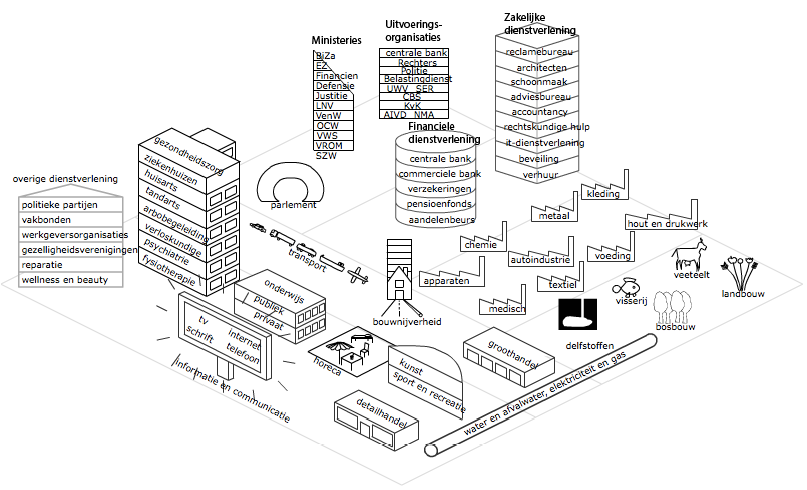 Ministeries
BiZa
EZ
Financien
Defensie
Justitie
LNV
VenW
OCW
VWS
VROM
SZW
Uitvoerings-
organisaties
centrale bank
Rechters
Politie
Belastingdienst
UWV SER
CBS
KvK
AIVD NMA
Zakelijke
dienstverlening
reclamebureau
architecten
schoonmaak
adviesbureau
accountancy
rechtskundige hulp
it-dienstverlening
beveiling
verhuur
Financiele
dienstverlening
centrale bank
commerciele bank
verzekeringen
pensioenfonds
aandelenbeurs
gezondheidszorg
ziekenhuizen
huisarts
tandarts
arbobegeleiding
verloskundige
psychiatrie
fysiotherapie
overige dienstverlening
politieke partijen
vakbonden
werkgeversorganisaties
gezelligheidsverenigingen
reparatie
wellness en beauty
parlement
transport
kleding
metaal
hout en drukwerk
chemie
autoindustrie
voeding
apparaten
textiel
medisch
veeteelt
landbouw
visserij
bosbouw
delfstoffen
bouwnijverheid
onderwijs
publiek
privaat
tv
internet
schrift
telefoon
informatie en communicatie
horeca
kunst
sport en recreatie
groothandel
detailhandel
water en afvalwater, elektriciteit en gas